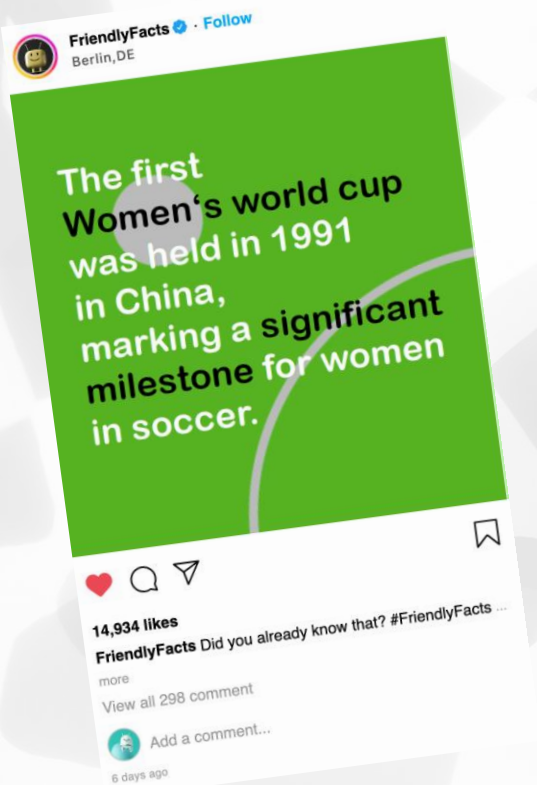 FriendlyFacts · Follow
Berlin,DE
The first
Women‘s world cup
was held in 1991
in China,
marking a significant
milestone for women
in soccer.
14,934 likes
FriendlyFacts Did you already know that? #FriendlyFacts ...
more
View all 298 comment
Add a comment...
6 days ago